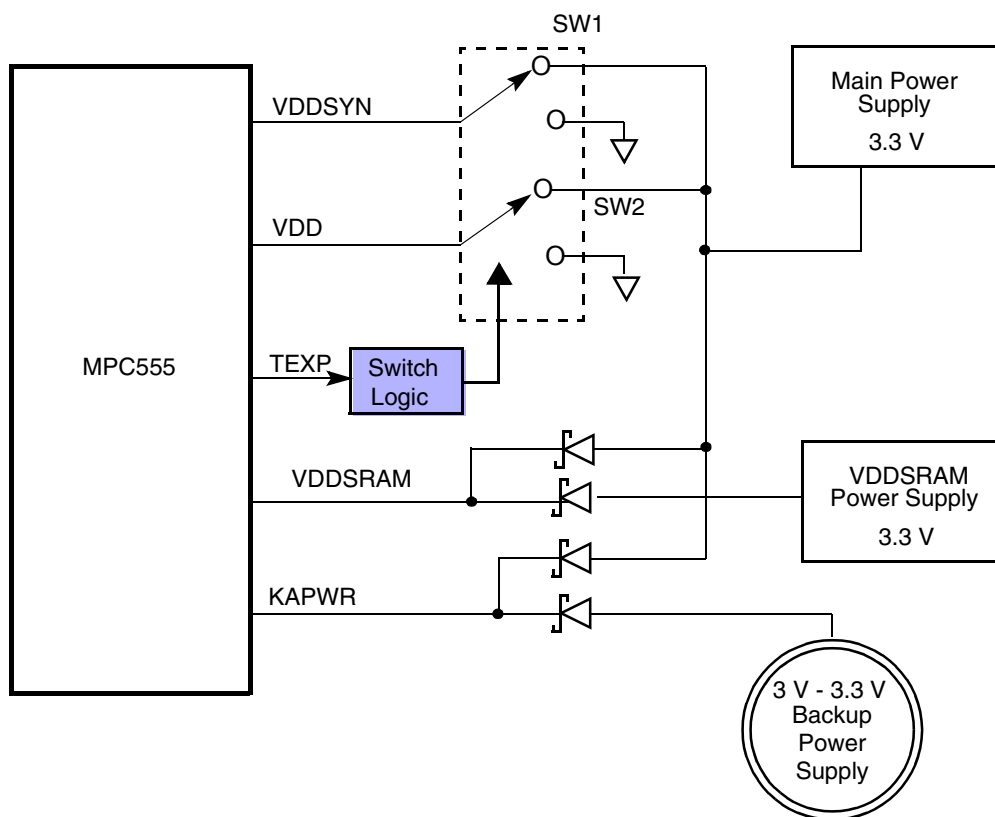 SW1
VDDSYN
Main Power
Supply
3.3 V
SW2
VDD
MPC555
TEXP
Switch
Logic
VDDSRAM
VDDSRAM
Power Supply
3.3 V
KAPWR
3 V - 3.3 V
Backup
Power
Supply